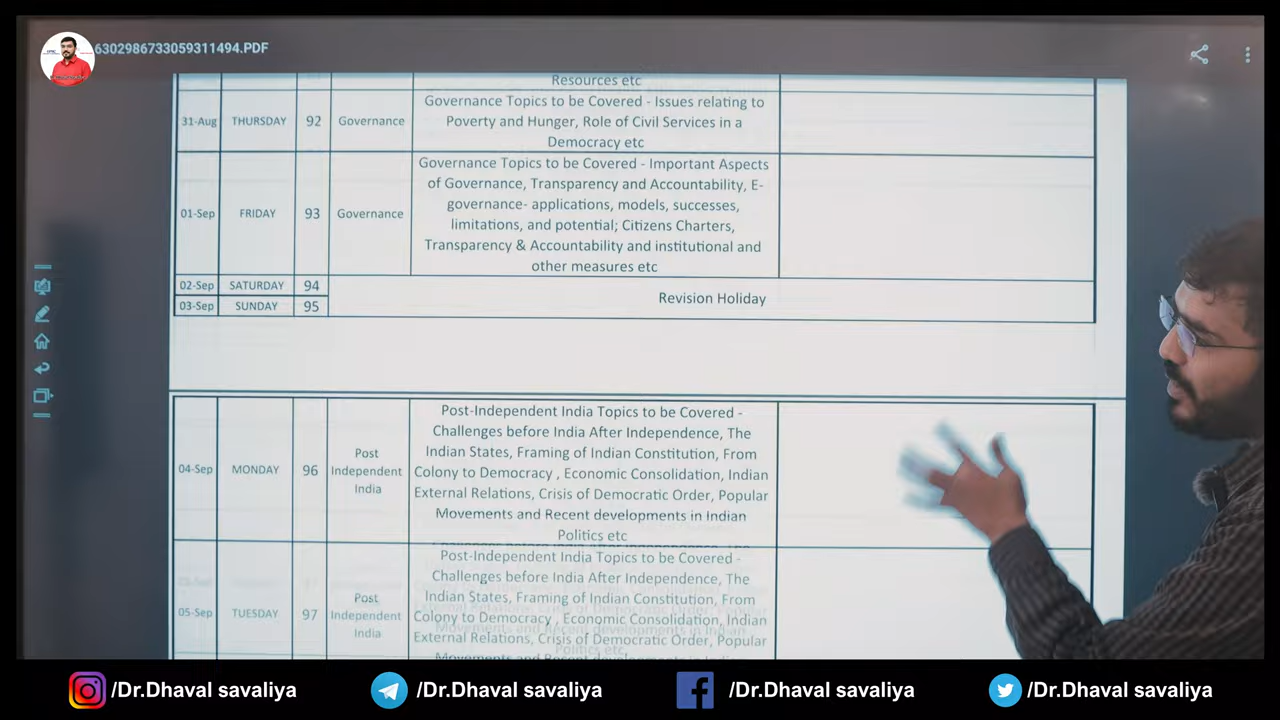 6302986733059311494.PDF
Resources etc
31-Aug THURSDAY 92 Governance
Governance Topics to be Covered - Issues relating to
Poverty and Hunger, Role of Civil Services in a
Democracy etc
01-Sep FRIDAY 93 Governance
Governance Topics to be Covered - Important Aspects
of Governance, Transparency and Accountability, E-
governance- applications, models, successes,
limitations, and potential; Citizens Charters,
Transparency & Accountability and institutional and
other measures etc
02-Sep SATURDAY 94
03-Sep SUNDAY 95
Revision Holiday
04-Sep MONDAY 96
Post
Independent
India
Post-Independent India Topics to be Covered -
Challenges before India After Independence, The
Indian States, Framing of Indian Constitution, From
Colony to Democracy , Economic Consolidation, Indian
External Relations, Crisis of Democratic Order, Popular
Movements and Recent developments in Indian
Politics etc
05-Sep TUESDAY 97
Post
Independent
India
Post-Independent India Topics to be Covered -
Challenges before India After Independence, The
Indian States, Framing of Indian Constitution, From
Colony to Democracy , Economic Consolidation, Indian
External Relations, Crisis of Democratic Order, Popular
Movements and Recent developments in Indian
/Dr.Dhaval savaliya
/Dr.Dhaval savaliya
/Dr.Dhaval savaliya
/Dr.Dhaval savaliya